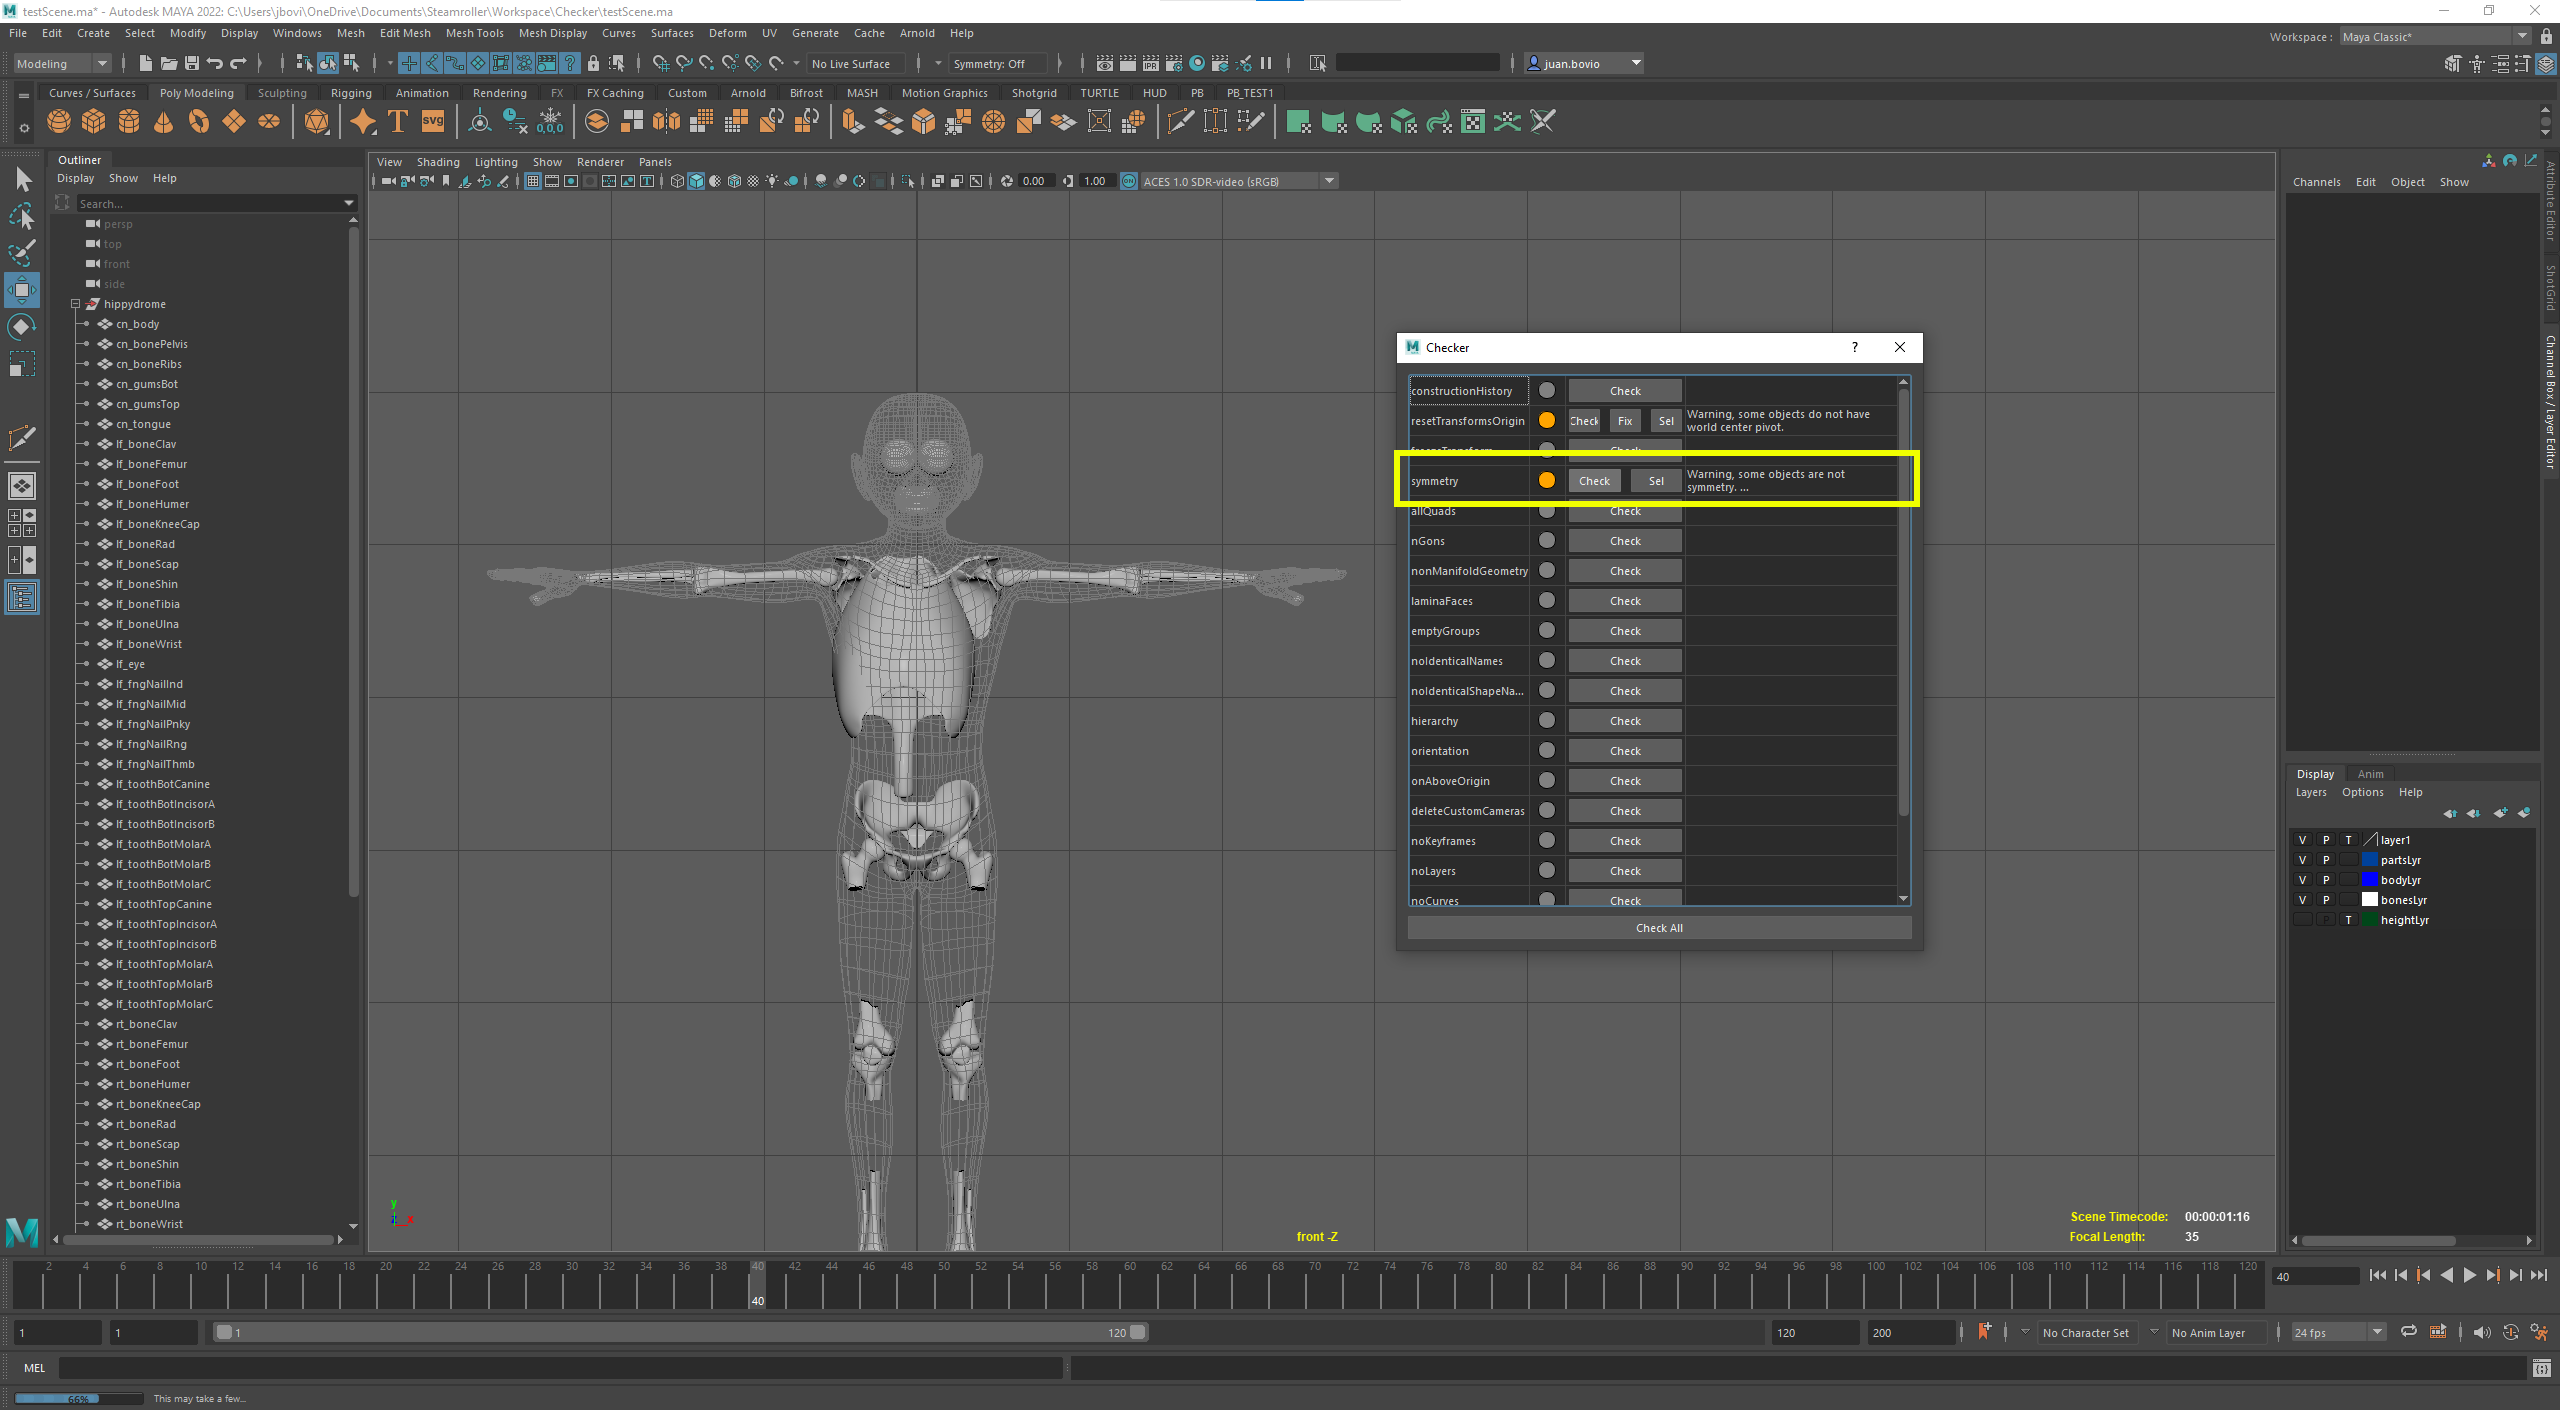 testScene.ma* - Autodesk MAYA 2022: C:\Users\jbovi\OneDrive\Documents\Steamroller\Workspace\Checker\testScene.ma
File Edit Create Select Modify Display Windows Mesh Edit Mesh Mesh Tools Mesh Display Curves Surfaces Deform UV Generate Cache Arnold Help
Workspace : Maya Classic*
Modeling No Live Surface Symmetry: Off IPR juan.bovio
Curves / Surfaces Poly Modeling Sculpting Rigging Animation Rendering FX FX Caching Custom Arnold Bifrost MASH Motion Graphics Shotgrid TURTLE HUD PB PB_TEST1
T SVG 0,0,0
Outliner
Display Show Help
Search...
persp
top
front
side
hippydrome
cn_body
cn_bonePelvis
cn_boneRibs
cn_gumsBot
cn_gumsTop
cn_tongue
lf_boneClav
lf_boneFemur
lf_boneFoot
lf_boneHumer
lf_boneKneeCap
lf_boneRad
lf_boneScap
lf_boneShin
lf_boneTibia
lf_boneUlna
lf_boneWrist
lf_eye
lf_fngNailInd
lf_fngNailMid
lf_fngNailPnky
lf_fngNailRng
lf_fngNailThmb
lf_toothBotCanine
lf_toothBotIncisorA
lf_toothBotIncisorB
lf_toothBotMolarA
lf_toothBotMolarB
lf_toothBotMolarC
lf_toothTopCanine
lf_toothTopIncisorA
lf_toothTopIncisorB
lf_toothTopMolarA
lf_toothTopMolarB
lf_toothTopMolarC
rt_boneClav
rt_boneFemur
rt_boneFoot
rt_boneHumer
rt_boneKneeCap
rt_boneRad
rt_boneScap
rt_boneShin
rt_boneTibia
rt_boneUlna
rt_boneWrist
View Shading Lighting Show Renderer Panels
0.00 1.00 ON ACES 1.0 SDR-video (sRGB)
y
z x
front -Z
Scene Timecode: 00:00:01:16
Focal Length: 35
Checker ?
constructionHistory Check
resetTransformsOrigin Check Fix Sel Warning, some objects do not have
world center pivot.
freezeTransform Check
symmetry Check Sel Warning, some objects are not
symmetry. ...
allQuads Check
nGons Check
nonManifoldGeometry Check
laminaFaces Check
emptyGroups Check
noIdenticalNames Check
noIdenticalShapeNa... Check
hierarchy Check
orientation Check
onAboveOrigin Check
deleteCustomCameras Check
noKeyframes Check
noLayers Check
noCurves Check
Check All
Channels Edit Object Show
Attribute Editor
ShotGrid
Channel Box / Layer Editor
Display Anim
Layers Options Help
V P T layer1
V P partsLyr
V P bodyLyr
V P bonesLyr
P T heightLyr
2 4 6 8 10 12 14 16 18 20 22 24 26 28 30 32 34 36 38 40 42 44 46 48 50 52 54 56 58 60 62 64 66 68 70 72 74 76 78 80 82 84 86 88 90 92 94 96 98 100 102 104 106 108 110 112 114 116 118 120
40
40
1 1 1 120 120 200 No Character Set No Anim Layer 24 fps
MEL
66% This may take a few...